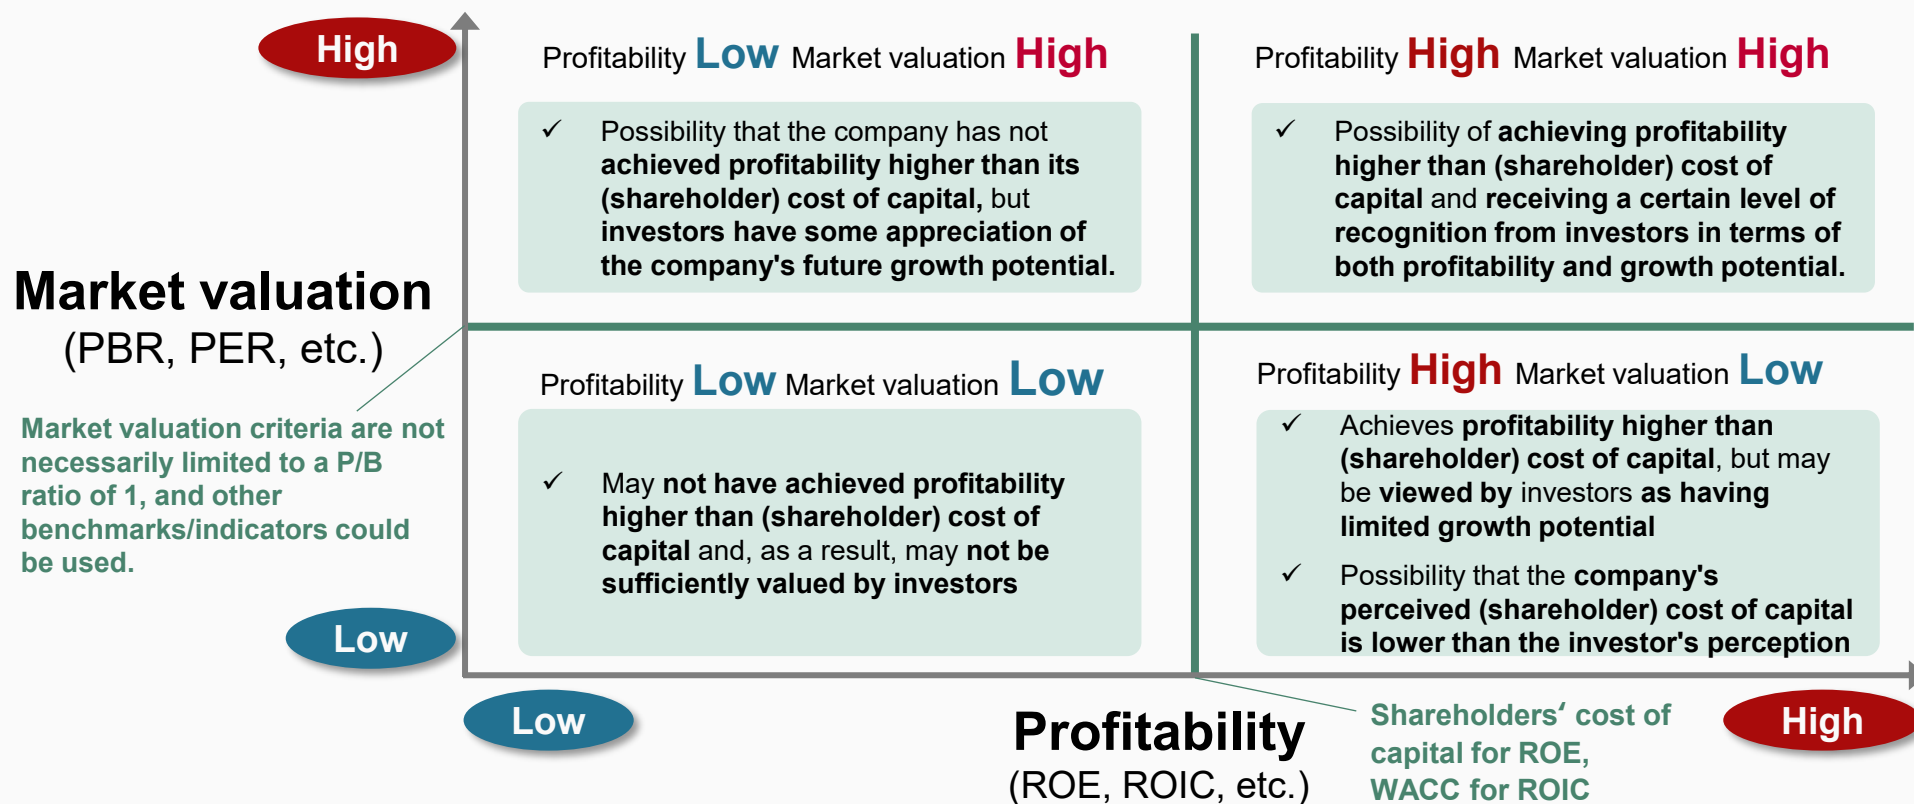 High
Profitability Low Market valuation High
✓ Possibility that the company has not
achieved profitability higher than its
(shareholder) cost of capital, but
investors have some appreciation of
the company's future growth potential.
Profitability High Market valuation High
✓ Possibility of achieving profitability
higher than (shareholder) cost of
capital and receiving a certain level of
recognition from investors in terms of
both profitability and growth potential.
Market valuation
(PBR, PER, etc.)
Market valuation criteria are not
necessarily limited to a P/B
ratio of 1, and other
benchmarks/indicators could
be used.
Profitability Low Market valuation Low
✓ May not have achieved profitability
higher than (shareholder) cost of
capital and, as a result, may not be
sufficiently valued by investors
Profitability High Market valuation Low
✓ Achieves profitability higher than
(shareholder) cost of capital, but may
be viewed by investors as having
limited growth potential
✓ Possibility that the company's
perceived (shareholder) cost of capital
is lower than the investor's perception
Low
Low
Profitability
(ROE, ROIC, etc.)
Shareholders‘ cost of
capital for ROE,
WACC for ROIC
High